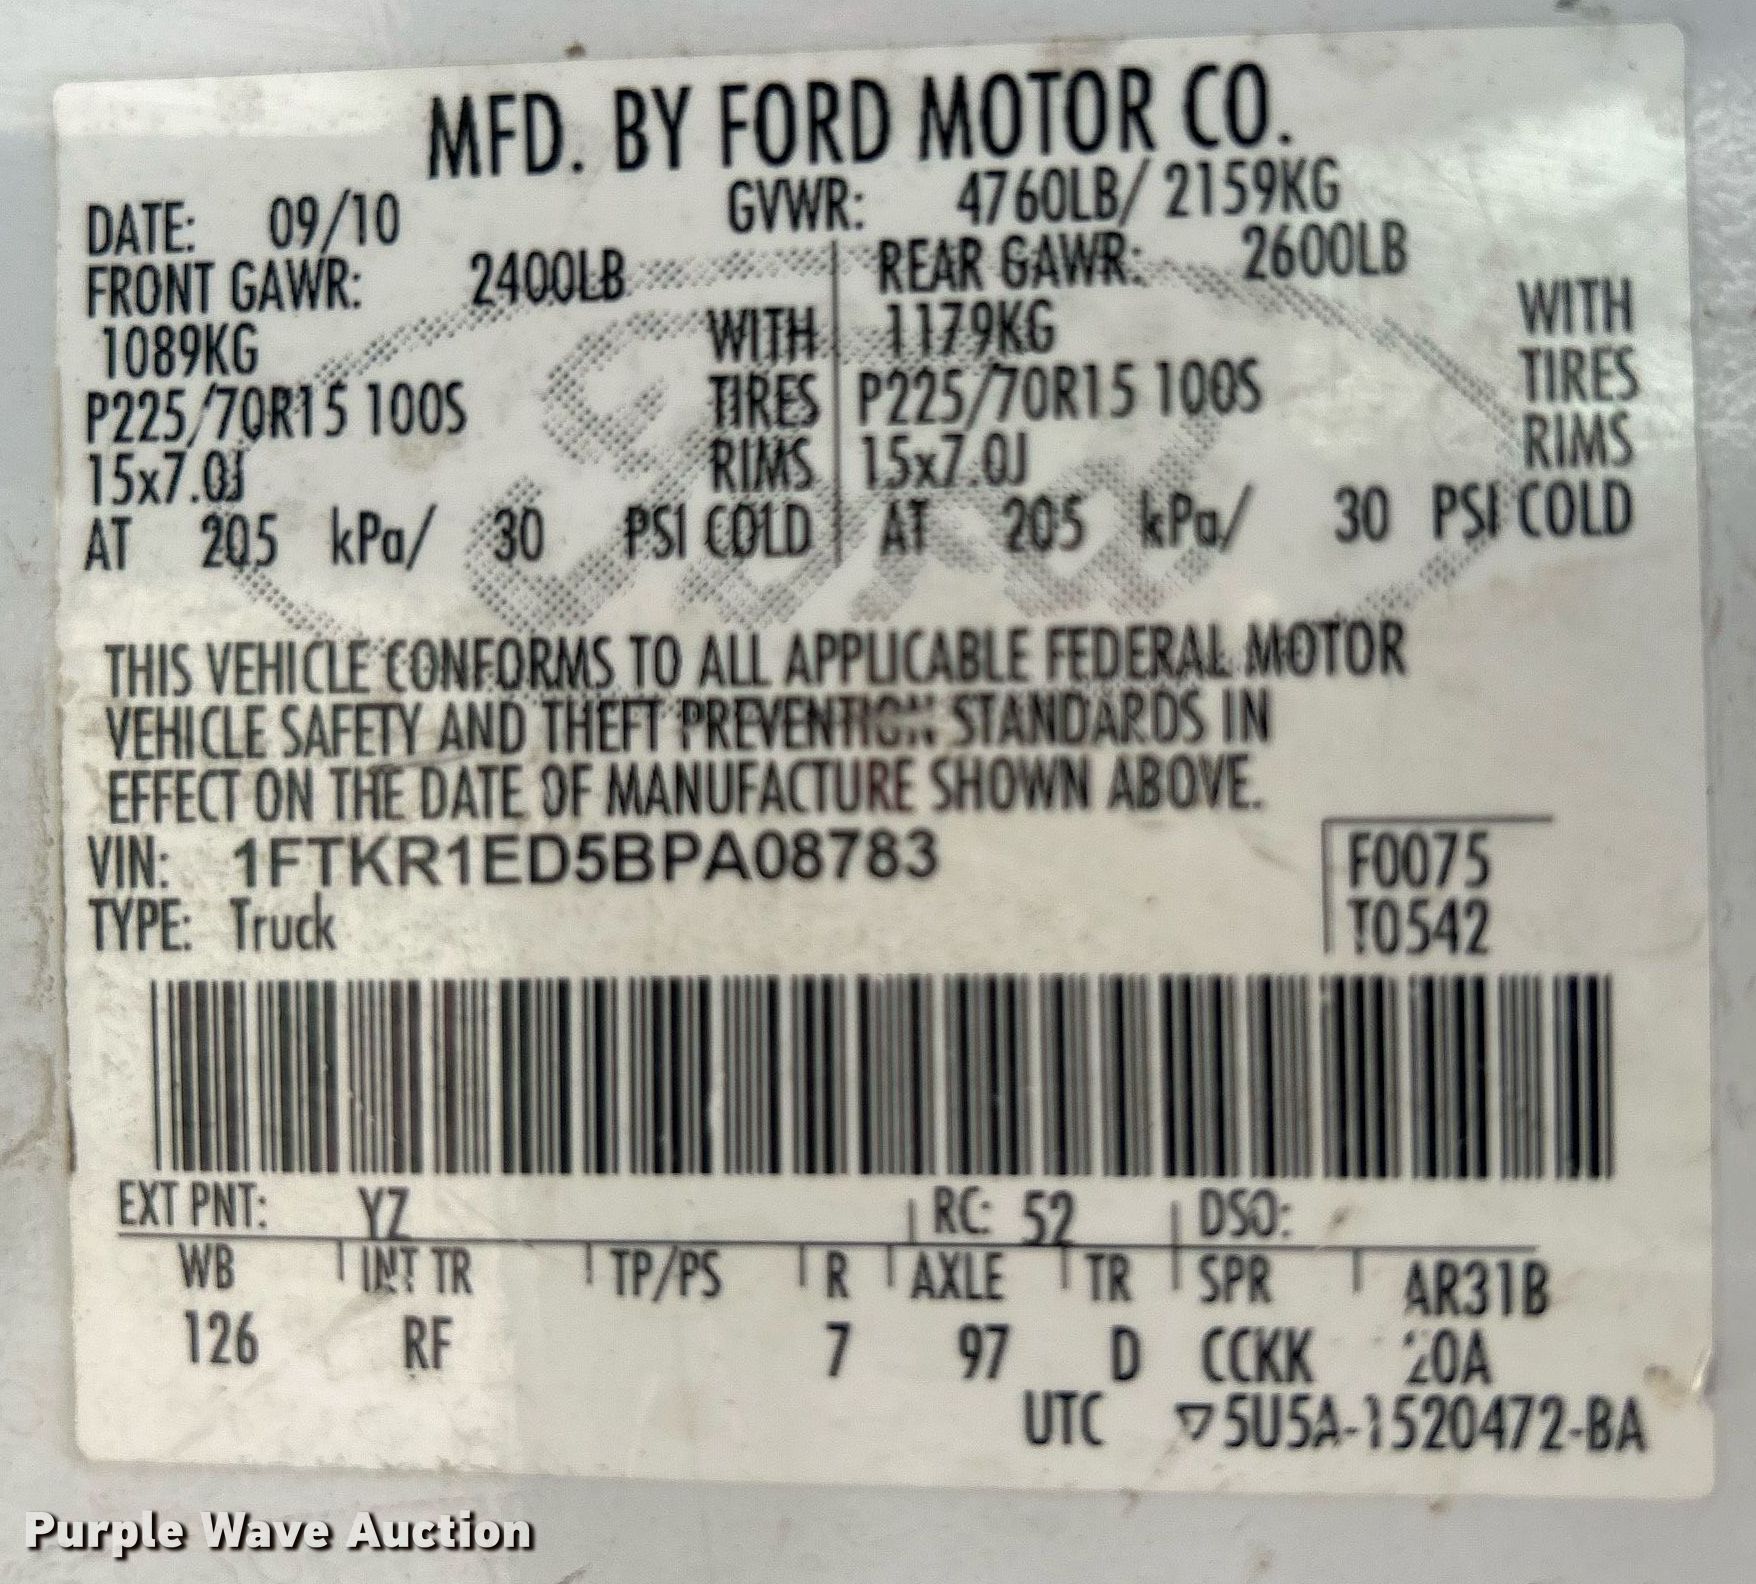 MFD. BY FORD MOTOR CO.
DATE: 09/10 GVWR: 4760LB/ 2159KG
FRONT GAWR: 2400LB REAR GAWR: 2600LB
1089KG WITH 1179KG WITH
P225/70R15 100S TIRES P225/70R15 100S TIRES
15x7.0J RIMS 15x7.0J RIMS
AT 205 kPa/ 30 PSI COLD AT 205 kPa/ 30 PSI COLD
THIS VEHICLE CONFORMS TO ALL APPLICABLE FEDERAL MOTOR
VEHICLE SAFETY AND THEFT PREVENTION STANDARDS IN
EFFECT ON THE DATE OF MANUFACTURE SHOWN ABOVE.
VIN: 1FTKR1ED5BPA08783 F0075
TYPE: Truck T0542
EXT PNT: YZ RC: 52 DSO:
WB INT TR TP/PS R AXLE TR SPR AR31B
126 RF 7 97 D CCKK 20A
UTC ▽5U5A-1520472-BA
Purple Wave Auction